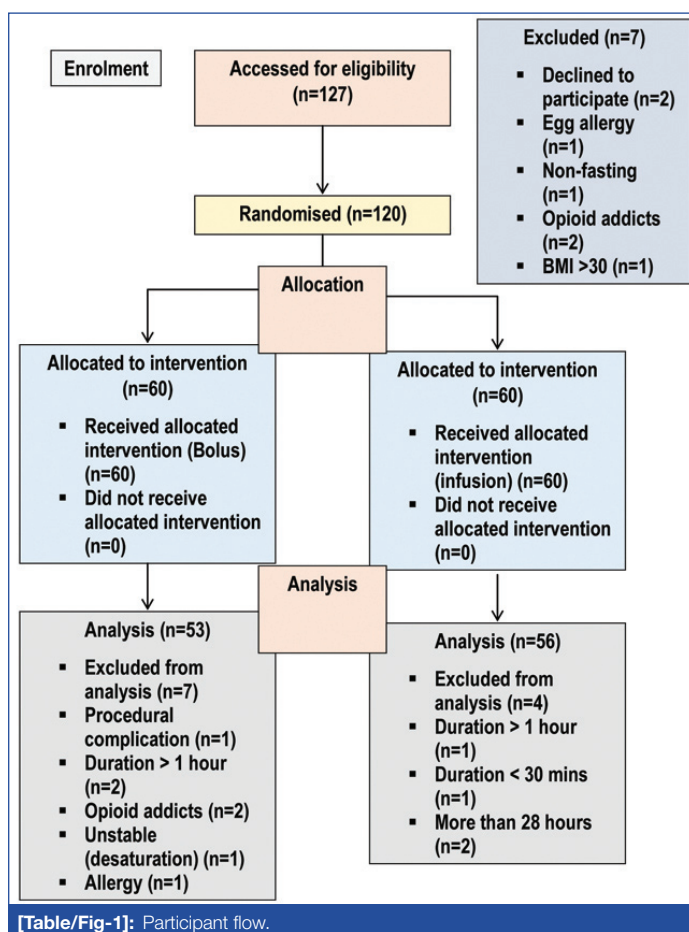 Enrolment
Accessed for eligibility
(n=127)
Excluded (n=7)
▪ Declined to
participate (n=2)
▪ Egg allergy
(n=1)
▪ Non-fasting
(n=1)
▪ Opioid addicts
(n=2)
▪ BMI >30 (n=1)
Randomised (n=120)
Allocation
Allocated to intervention
(n=60)
▪ Received allocated
intervention (Bolus)
(n=60)
▪ Did not receive
allocated intervention
(n=0)
Allocated to intervention
(n=60)
▪ Received allocated
intervention
(infusion) (n=60)
▪ Did not receive
allocated intervention
(n=0)
Analysis
Analysis (n=53)
▪ Excluded from
analysis (n=7)
▪ Procedural
complication (n=1)
▪ Duration > 1 hour
(n=2)
▪ Opioid addicts (n=2)
▪ Unstable
(desaturation) (n=1)
▪ Allergy (n=1)
Analysis (n=56)
▪ Excluded from
analysis (n=4)
▪ Duration > 1 hour
(n=1)
▪ Duration < 30 mins
(n=1)
▪ More than 28 hours
(n=2)
[Table/Fig-1]: Participant flow.